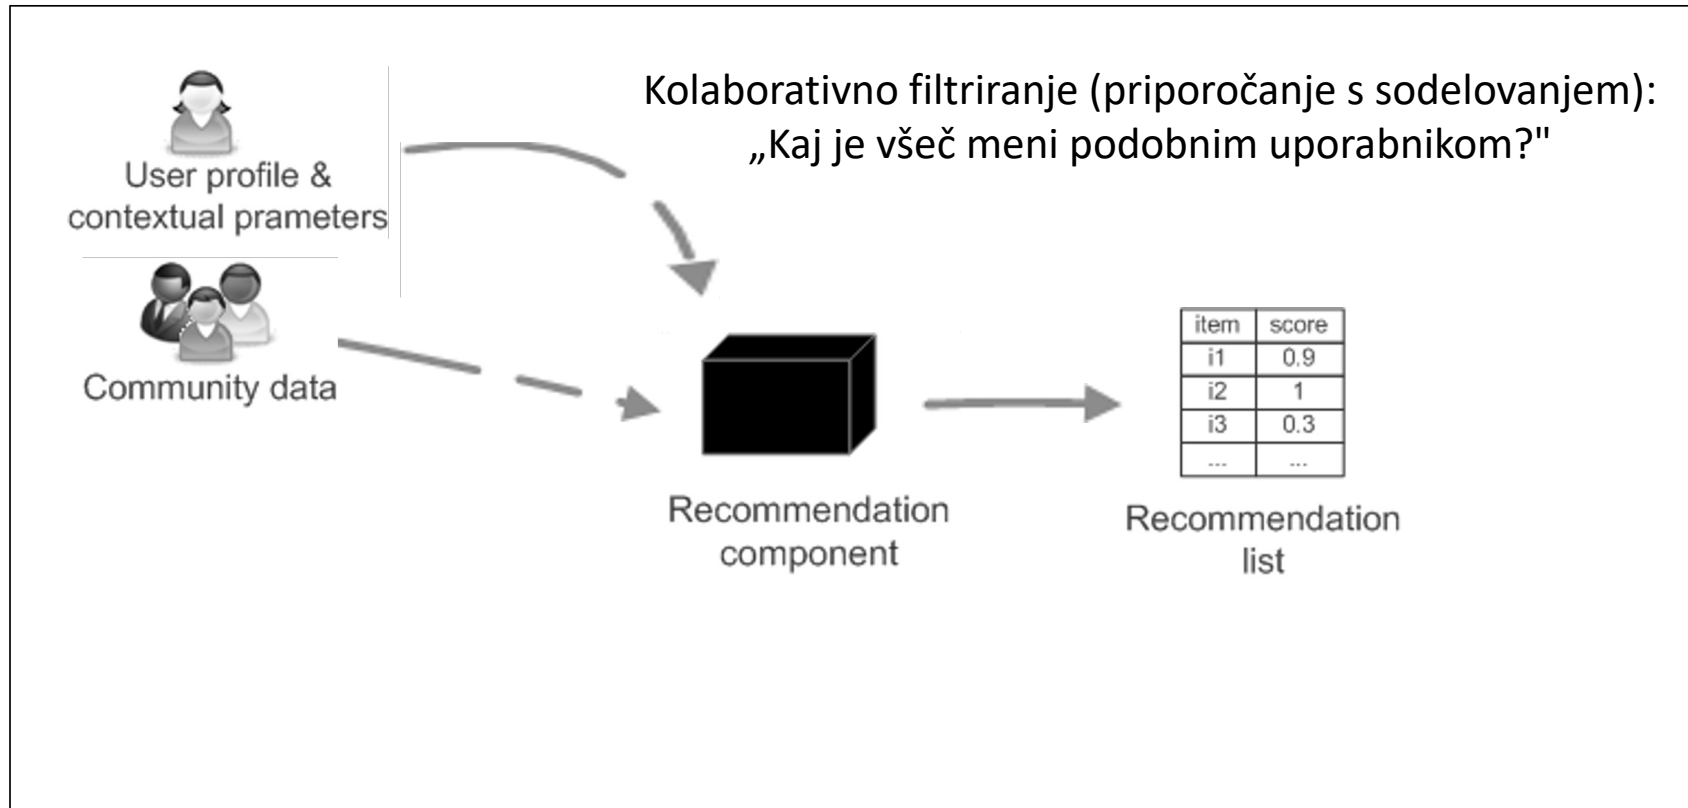 Kolaborativno filtriranje (priporočanje s sodelovanjem):
„Kaj je všeč meni podobnim uporabnikom?"
User profile &
contextual prameters
Community data
Recommendation
component
item score
i1 0.9
i2 1
i3 0.3
... ...
Recommendation
list